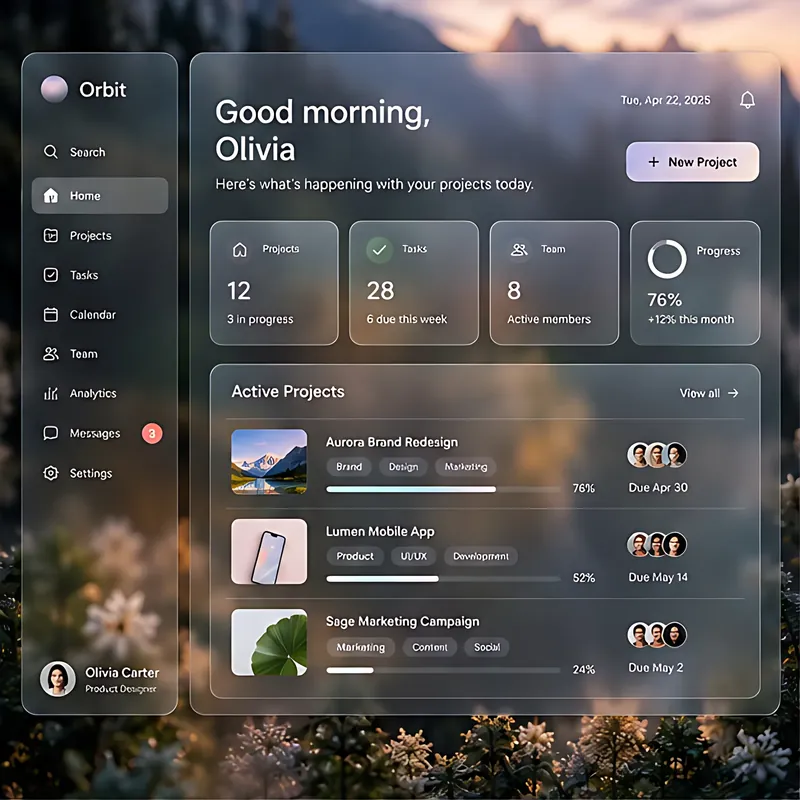 Orbit
Search
Home
Projects
Tasks
Calendar
Team
Analytics
Messages
3
Settings
Olivia Carter
Product Designer
Tue, Apr 22, 2025
Good morning,
Olivia
Here's what's happening with your projects today.
+ New Project
Projects
12
3 in progress
Tasks
28
6 due this week
Team
8
Active members
Progress
76%
+12% this month
Active Projects
View all →
Aurora Brand Redesign
Brand Design Marketing
76%
Due Apr 30
Lumen Mobile App
Product UI/UX Development
52%
Due May 14
Sage Marketing Campaign
Marketing Content Social
24%
Due May 2